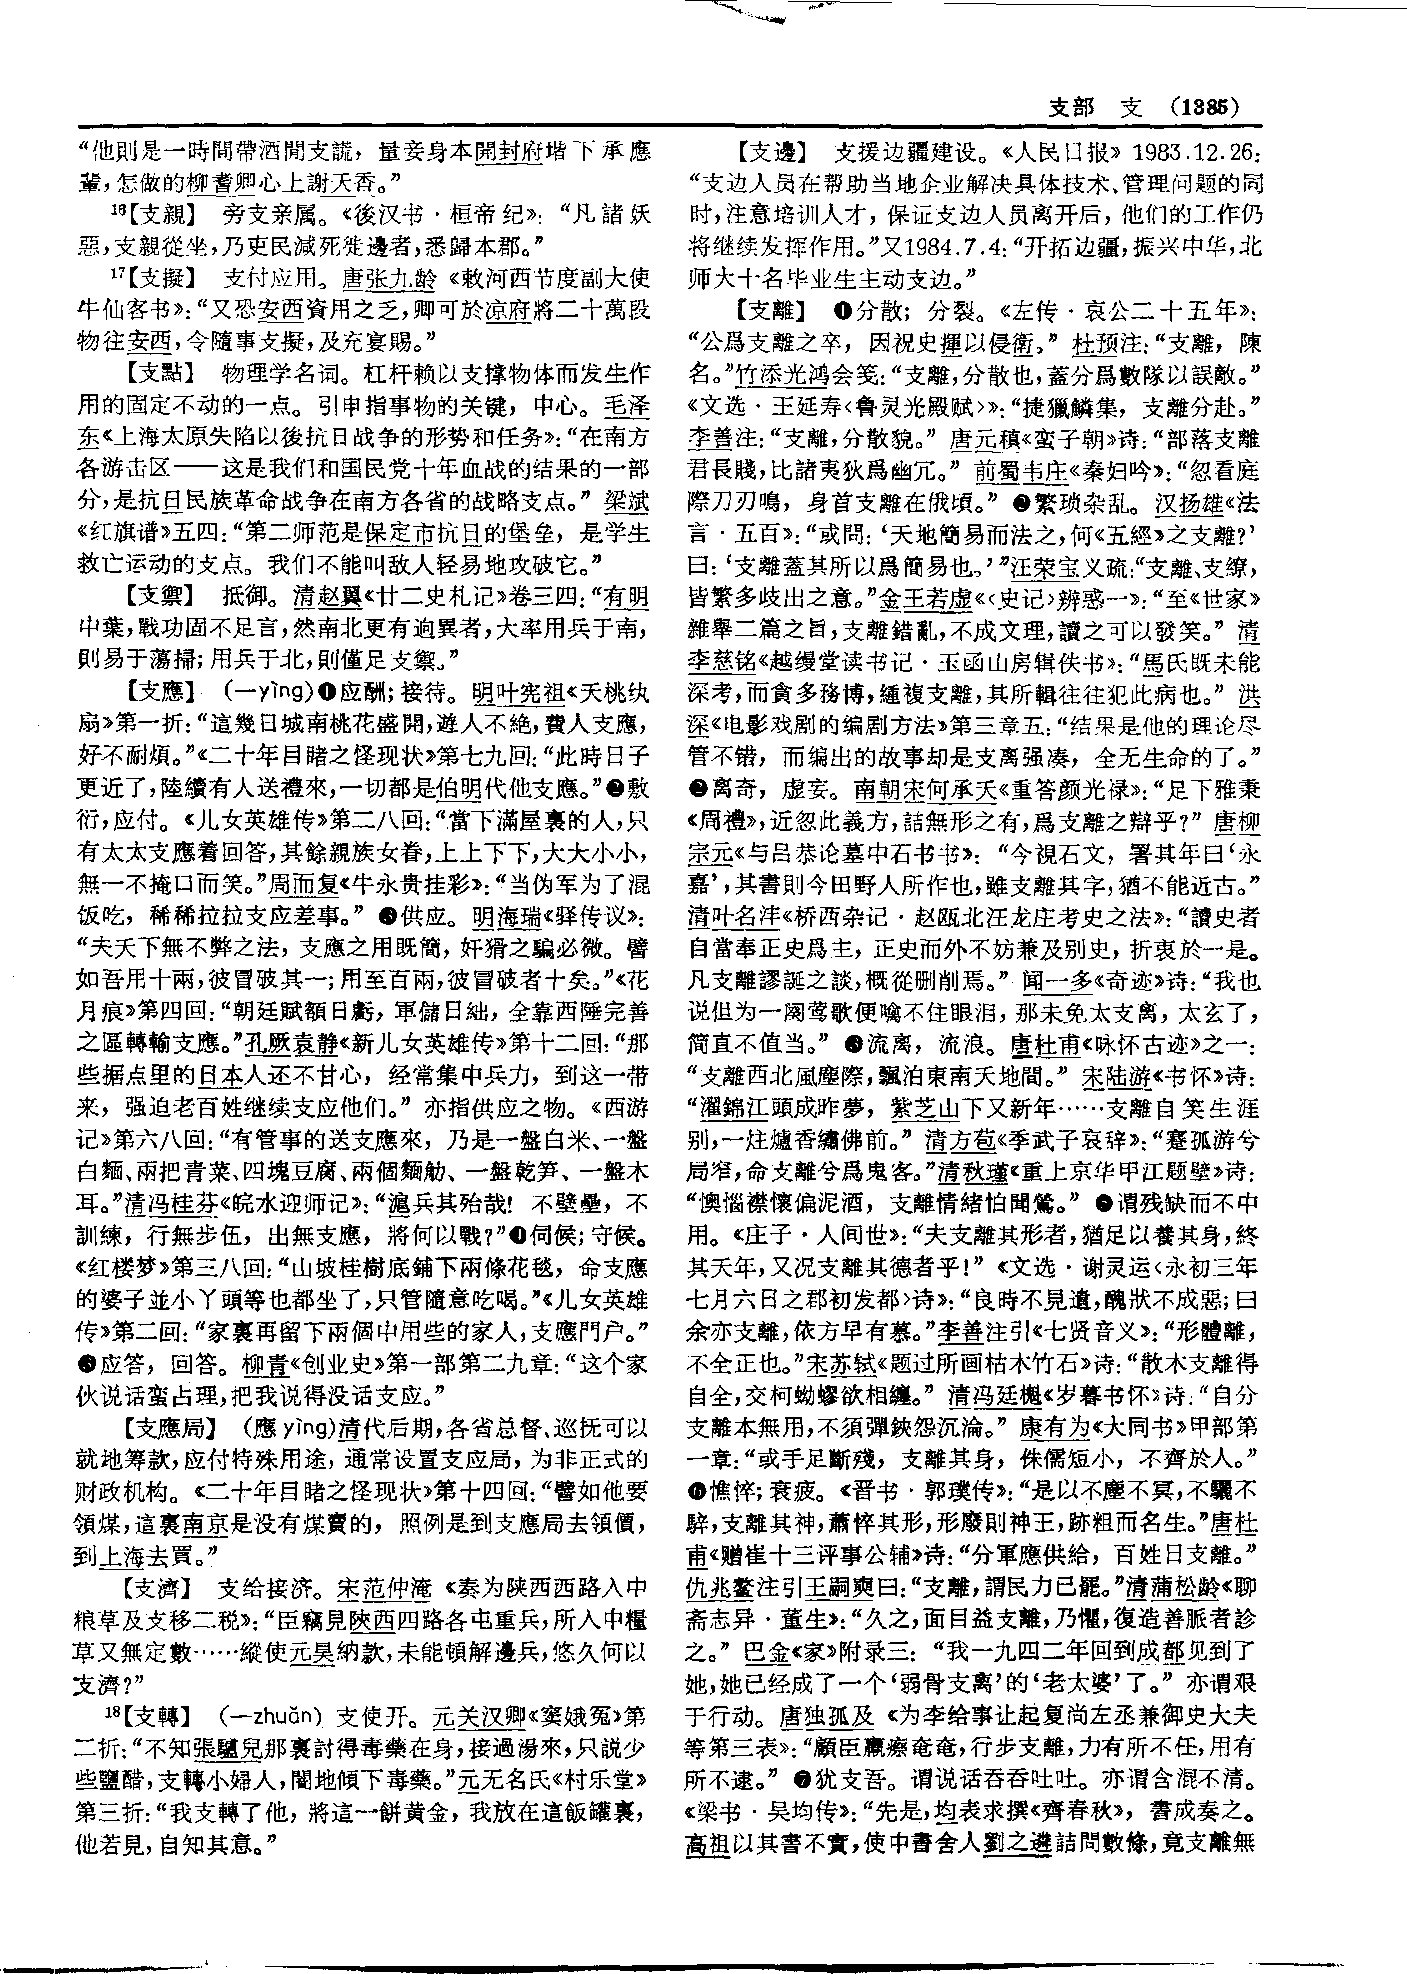 支部　支　（1385）
“他則是一時間帶酒閒支謊，量妾身本開封府堦下承應
輩，怎做的柳耆卿心上謝天香。”
¹⁶【支親】　旁支亲属。《後汉书·桓帝纪》：“凡諸妖
惡，支親從坐，乃吏民減死徙邊者，悉歸本郡。”
¹⁷【支擬】　支付应用。唐张九龄《敕河西节度副大使
牛仙客书》：“又恐安西資用之乏，卿可於凉府將二十萬段
物往安西，令隨事支擬，及充宴賜。”
【支點】　物理学名词。杠杆赖以支撑物体而发生作
用的固定不动的一点。引申指事物的关键，中心。毛泽
东《上海太原失陷以後抗日战争的形势和任务》：“在南方
各游击区——这是我们和国民党十年血战的结果的一部
分，是抗日民族革命战争在南方各省的战略支点。”　梁斌
《红旗谱》五四：“第二师范是保定市抗日的堡垒，是学生
救亡运动的支点。我们不能叫敌人轻易地攻破它。”
【支禦】　抵御。清赵翼《廿二史札记》卷三四：“有明
中葉，戰功固不足言，然南北更有迥異者，大率用兵于南，
則易于蕩掃；用兵于北，則僅足支禦。”
【支應】　（—yìng）❶应酬；接待。明叶宪祖《夭桃纨
扇》第一折：“這幾日城南桃花盛開，遊人不絶，費人支應，
好不耐煩。”《二十年目睹之怪现状》第七九回：“此時日子
更近了，陸續有人送禮來，一切都是伯明代他支應。”❷敷
衍，应付。《儿女英雄传》第二八回：“當下滿屋裏的人，只
有太太支應着回答，其餘親族女眷，上上下下，大大小小，
無一不掩口而笑。”周而复《牛永贵挂彩》：“当伪军为了混
饭吃，稀稀拉拉支应差事。”　❸供应。明海瑞《驿传议》：
“夫天下無不弊之法，支應之用既簡，奸猾之騙必微。譬
如吾用十兩，彼冒破其一；用至百兩，彼冒破者十矣。”《花
月痕》第四回：“朝廷賦額日虧，軍儲日絀，全靠西陲完善
之區轉輸支應。”孔厥袁静《新儿女英雄传》第十二回：“那
些据点里的日本人还不甘心，经常集中兵力，到这一带
来，强迫老百姓继续支应他们。”　亦指供应之物。《西游
记》第六八回：“有管事的送支應來，乃是一盤白米、一盤
白麵、兩把青菜、四塊豆腐、兩個麵觔、一盤乾笋、一盤木
耳。”清冯桂芬《皖水迎师记》：“滬兵其殆哉！不壁壘，不
訓練，行無步伍，出無支應，將何以戰？”❹伺候；守候。
《红楼梦》第三八回：“山坡桂樹底鋪下兩條花毯，命支應
的婆子並小丫頭等也都坐了，只管隨意吃喝。”《儿女英雄
传》第二回：“家裏再留下兩個中用些的家人，支應門户。”
❺应答，回答。柳青《创业史》第一部第二九章：“这个家
伙说话蛮占理，把我说得没话支应。”
【支應局】　（應 yìng）清代后期，各省总督、巡抚可以
就地筹款，应付特殊用途，通常设置支应局，为非正式的
财政机构。《二十年目睹之怪现状》第十四回：“譬如他要
領煤，這裏南京是没有煤賣的，照例是到支應局去領價，
到上海去買。”
【支濟】　支给接济。宋范仲淹《奏为陕西西路入中
粮草及支移二税》：“臣竊見陝西四路各屯重兵，所入中糧
草又無定數……縱使元昊納款，未能頓解邊兵，悠久何以
支濟？”
¹⁸【支轉】　（—zhuǎn）支使开。元关汉卿《窦娥冤》第
二折：“不知張驢兒那裏討得毒藥在身，接過湯來，只說少
些鹽醋，支轉小婦人，闇地傾下毒藥。”元无名氏《村乐堂》
第三折：“我支轉了他，將這一餅黄金，我放在這飯罐裏，
他若見，自知其意。”
【支邊】　支援边疆建设。《人民日报》1983.12.26：
“支边人员在帮助当地企业解决具体技术、管理问题的同
时，注意培训人才，保证支边人员离开后，他们的工作仍
将继续发挥作用。”又1984.7.4：“开拓边疆，振兴中华，北
师大十名毕业生主动支边。”
【支離】　❶分散；分裂。《左传·哀公二十五年》：
“公爲支離之卒，因祝史揮以侵衛。”　杜预注：“支離，陳
名。”竹添光鸿会笺：“支離，分散也，蓋分爲數隊以誤敵。”
《文选·王延寿〈鲁灵光殿赋〉》：“捷獵鱗集，支離分赴。”
李善注：“支離，分散貌。”　唐元稹《蛮子朝》诗：“部落支離
君長賤，比諸夷狄爲幽冗。”　前蜀韦庄《秦妇吟》：“忽看庭
際刀刃鳴，身首支離在俄頃。”　❷繁琐杂乱。汉扬雄《法
言·五百》：“或問：‘天地簡易而法之，何《五經》之支離？’
曰：‘支離蓋其所以爲簡易也。’”汪荣宝义疏：“支離、支繚，
皆繁多歧出之意。”金王若虚《〈史记〉辨惑一》：“至《世家》
雜舉二篇之旨，支離錯亂，不成文理，讀之可以發笑。”　清
李慈铭《越缦堂读书记·玉函山房辑佚书》：“馬氏既未能
深考，而貪多務博，緟複支離，其所輯往往犯此病也。”　洪
深《电影戏剧的编剧方法》第三章五：“结果是他的理论尽
管不错，而编出的故事却是支离强凑，全无生命的了。”
❸离奇，虚妄。南朝宋何承天《重答颜光禄》：“足下雅秉
《周禮》，近忽此義方，詰無形之有，爲支離之辯乎？”　唐柳
宗元《与吕恭论墓中石书书》：“今視石文，署其年曰‘永
嘉’，其書則今田野人所作也，雖支離其字，猶不能近古。”
清叶名沣《桥西杂记·赵瓯北汪龙庄考史之法》：“讀史者
自當奉正史爲主，正史而外不妨兼及别史，折衷於一是。
凡支離謬誕之談，概從删削焉。”　闻一多《奇迹》诗：“我也
说但为一阕莺歌便噙不住眼泪，那未免太支离，太玄了，
简直不值当。”　❹流离，流浪。唐杜甫《咏怀古迹》之一：
“支離西北風塵際，飄泊東南天地間。”　宋陆游《书怀》诗：
“濯錦江頭成昨夢，紫芝山下又新年……支離自笑生涯
别，一炷爐香繡佛前。”　清方苞《季武子哀辞》：“蹇孤游兮
局窄，命支離兮爲鬼客。”清秋瑾《重上京华申江题壁》诗：
“懊惱襟懷偏泥酒，支離情緒怕聞鶯。”　❺谓残缺而不中
用。《庄子·人间世》：“夫支離其形者，猶足以養其身，終
其天年，又况支離其德者乎！”《文选·谢灵运〈永初三年
七月六日之郡初发都〉诗》：“良時不見遺，醜狀不成惡；曰
余亦支離，依方早有慕。”李善注引《七贤音义》：“形體離，
不全正也。”宋苏轼《题过所画枯木竹石》诗：“散木支離得
自全，交柯蚴蟉欲相纏。”　清冯廷櫆《岁暮书怀》诗：“自分
支離本無用，不須彈鋏怨沉淪。”　康有为《大同书》甲部第
一章：“或手足斷殘，支離其身，侏儒短小，不齊於人。”
❻憔悴；衰疲。《晋书·郭璞传》：“是以不塵不冥，不驪不
騂，支離其神，蕭悴其形，形廢則神王，跡粗而名生。”唐杜
甫《赠崔十三评事公辅》诗：“分軍應供給，百姓日支離。”
仇兆鳌注引王嗣奭曰：“支離，謂民力已罷。”清蒲松龄《聊
斋志异·董生》：“久之，面目益支離，乃懼，復造善脈者診
之。”　巴金《家》附录三：“我一九四二年回到成都见到了
她，她已经成了一个‘弱骨支离’的‘老太婆’了。”　亦谓艰
于行动。唐独孤及《为李给事让起复尚左丞兼御史大夫
等第三表》：“顧臣羸瘵奄奄，行步支離，力有所不任，用有
所不逮。”　❼犹支吾。谓说话吞吞吐吐。亦谓含混不清。
《梁书·吴均传》：“先是，均表求撰《齊春秋》，書成奏之。
高祖以其書不實，使中書舍人劉之遴詰問數條，竟支離無